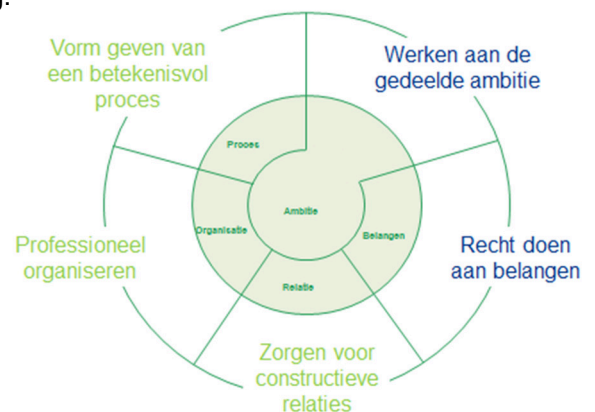 Vorm geven van
een betekenisvol
proces
Werken aan de
gedeelde ambitie
Proces
Ambitie
Organisatie
Belangen
Relatie
Professioneel
organiseren
Recht doen
aan belangen
Zorgen voor
constructieve
relaties